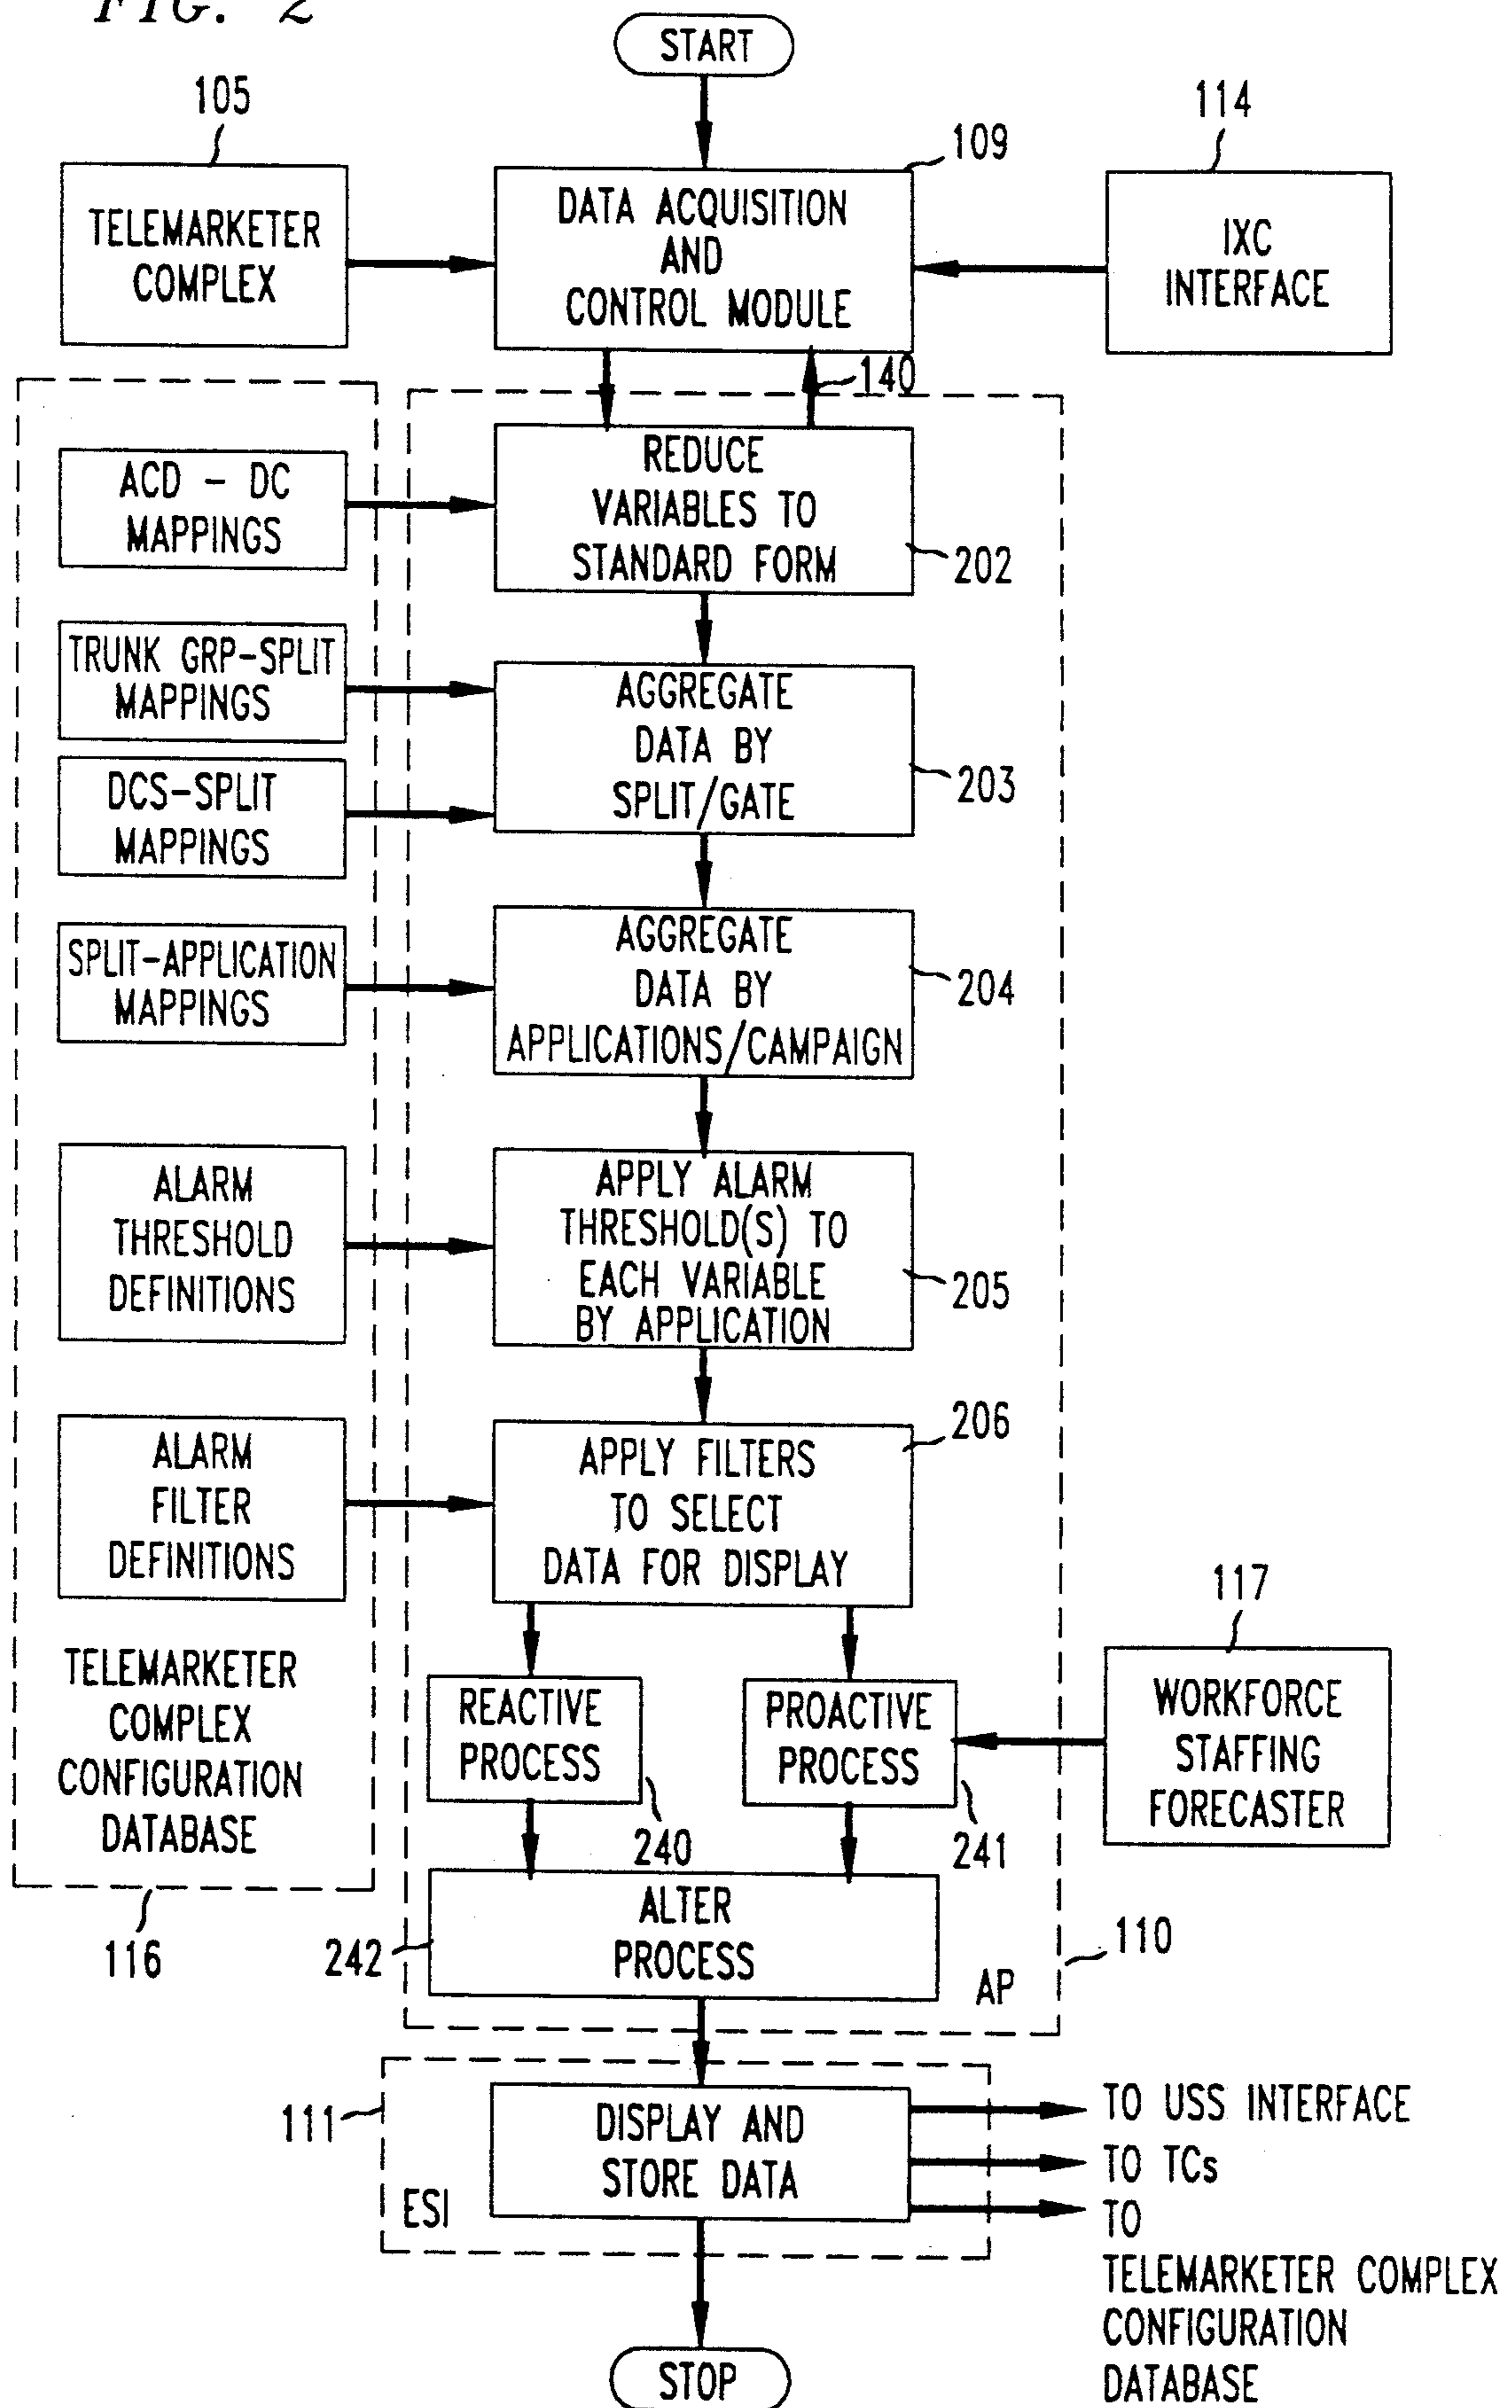 FIG. 2
START
105
114
109
TELEMARKETER
COMPLEX
DATA ACQUISITION
AND
CONTROL MODULE
IXC
INTERFACE
140
ACD - DC
MAPPINGS
REDUCE
VARIABLES TO
STANDARD FORM
202
TRUNK GRP-SPLIT
MAPPINGS
DCS-SPLIT
MAPPINGS
AGGREGATE
DATA BY
SPLIT/GATE
203
SPLIT-APPLICATION
MAPPINGS
AGGREGATE
DATA BY
APPLICATIONS/CAMPAIGN
204
ALARM
THRESHOLD
DEFINITIONS
APPLY ALARM
THRESHOLD(S) TO
EACH VARIABLE
BY APPLICATION
205
ALARM
FILTER
DEFINITIONS
APPLY FILTERS
TO SELECT
DATA FOR DISPLAY
206
TELEMARKETER
COMPLEX
CONFIGURATION
DATABASE
116
REACTIVE
PROCESS
240
PROACTIVE
PROCESS
241
117
WORKFORCE
STAFFING
FORECASTER
ALTER
PROCESS
242
AP
110
111
ESI
DISPLAY AND
STORE DATA
TO USS INTERFACE
TO TCs
TO
TELEMARKETER COMPLEX
CONFIGURATION
DATABASE
STOP